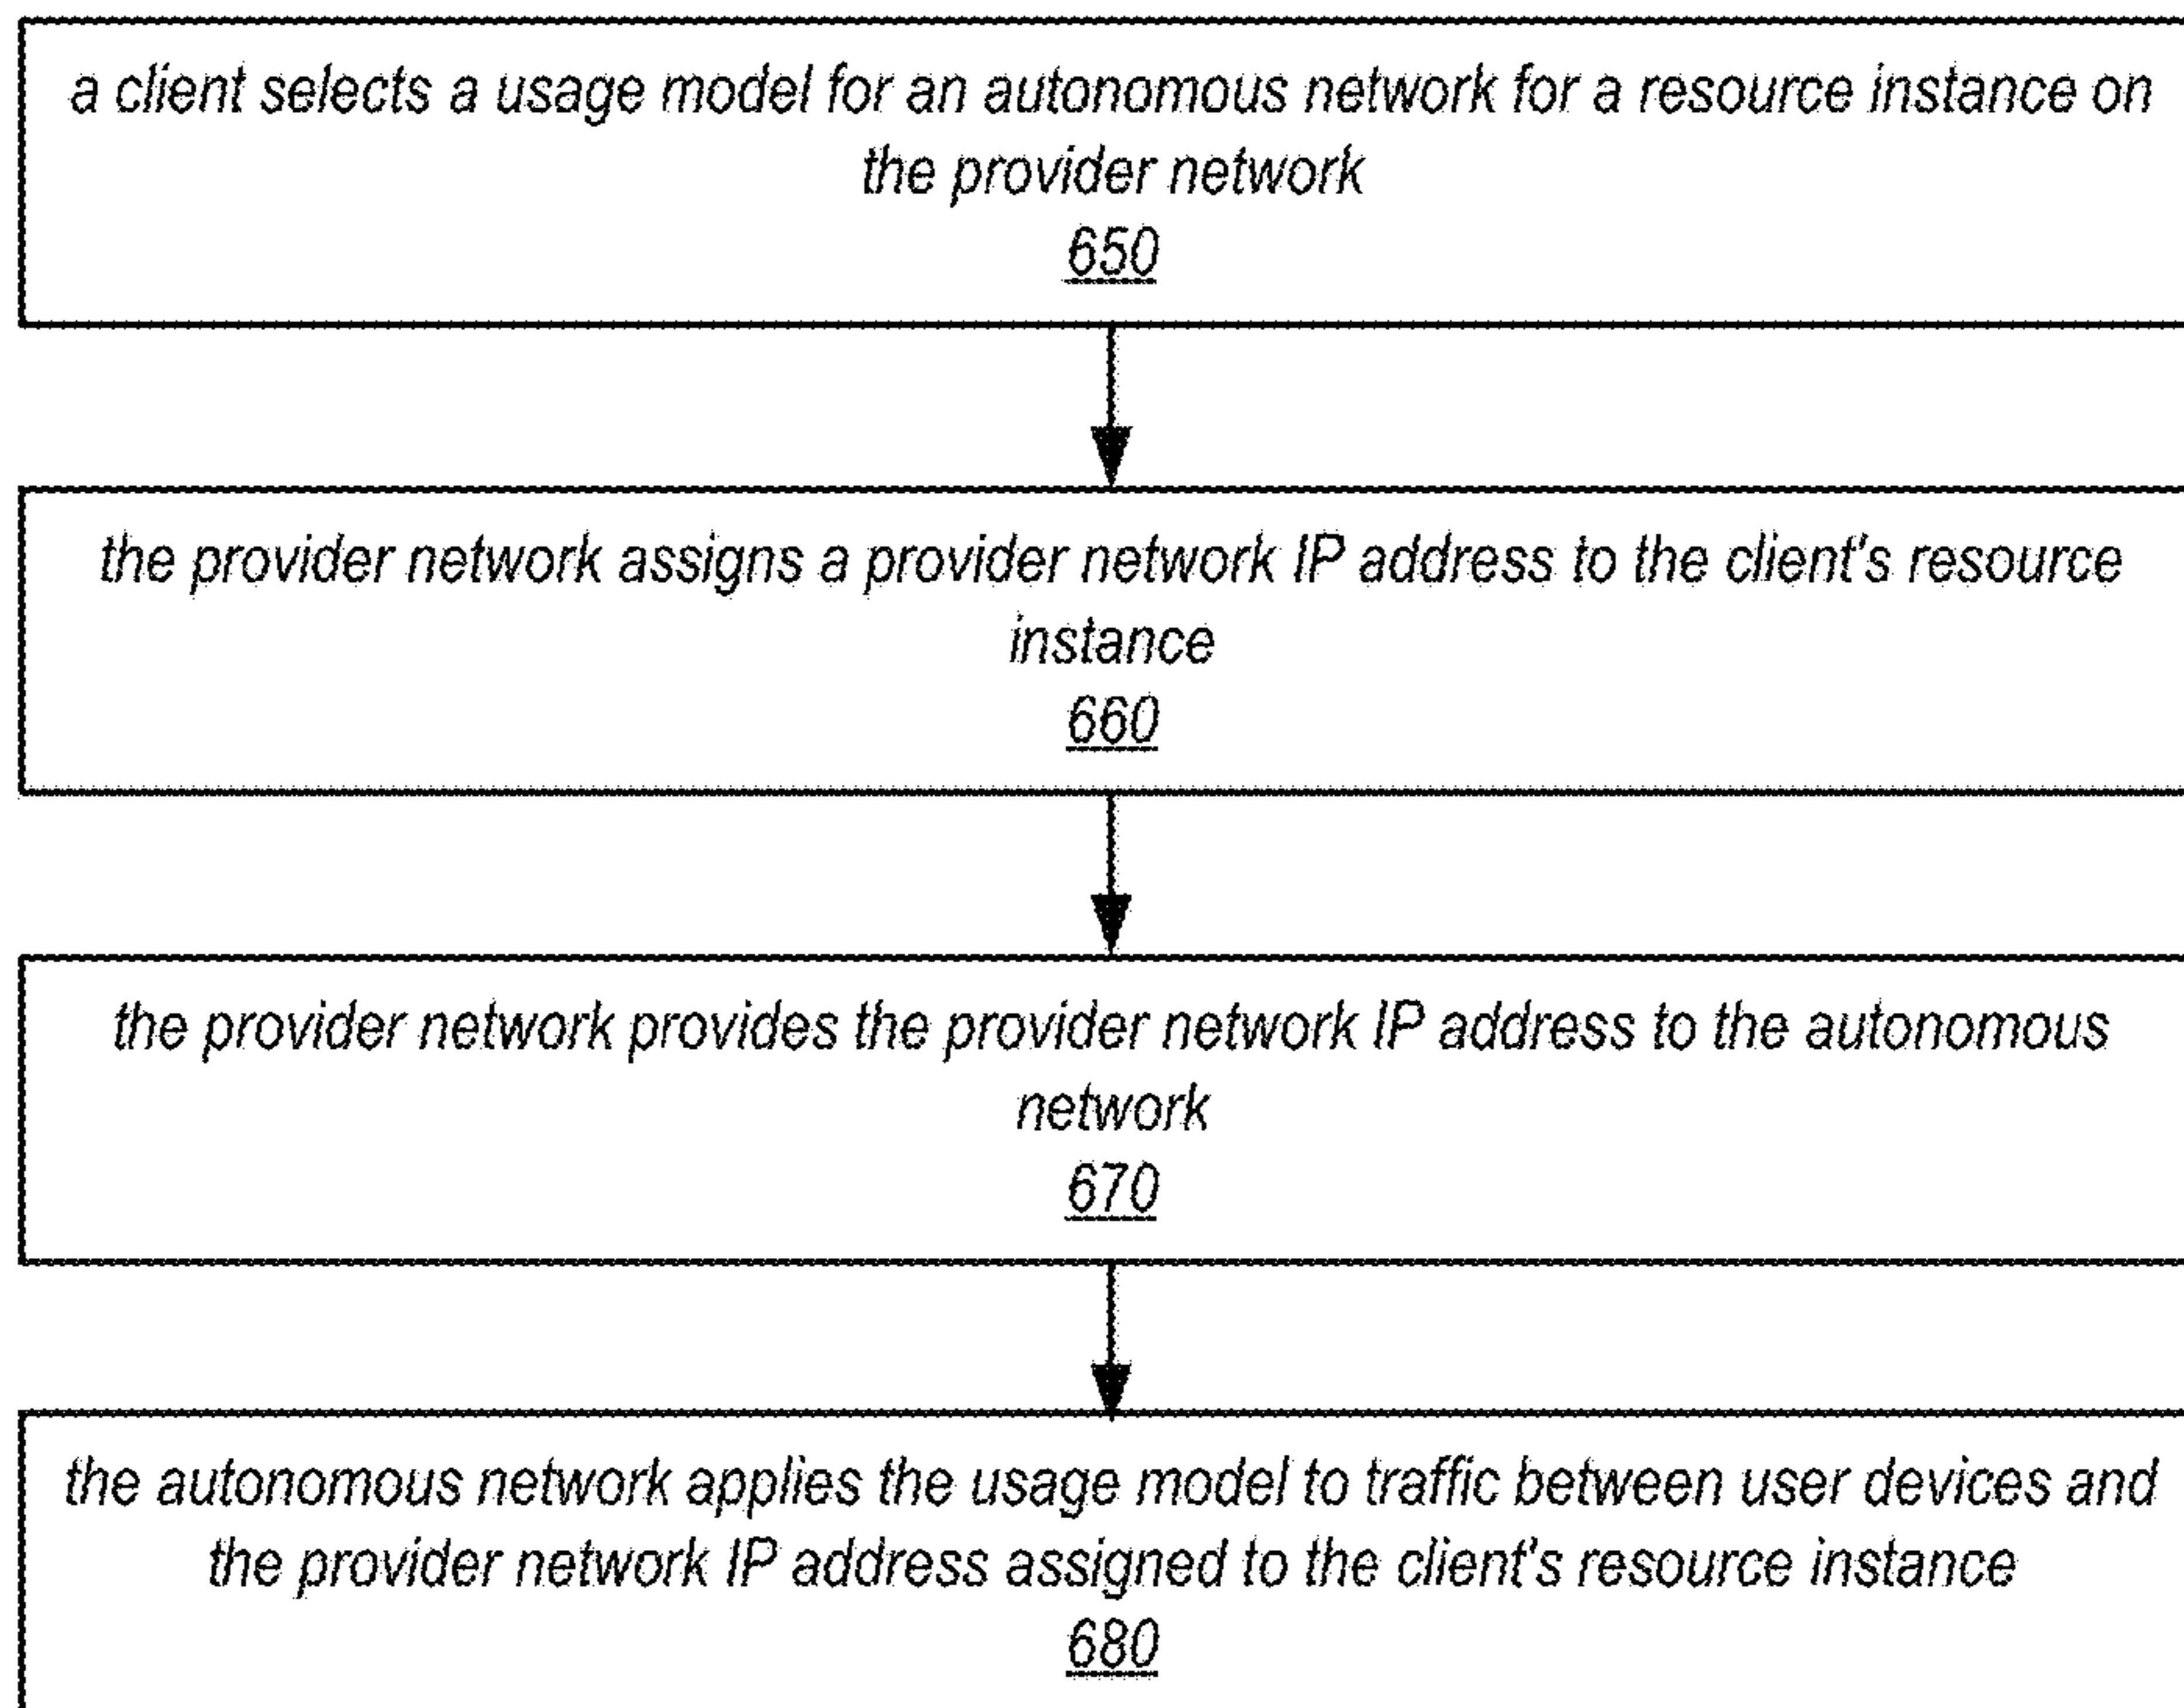 a client selects a usage model for an autonomous network for a resource instance on
the provider network
650
the provider network assigns a provider network IP address to the client's resource
instance
660
the provider network provides the provider network IP address to the autonomous
network
670
the autonomous network applies the usage model to traffic between user devices and
the provider network IP address assigned to the client's resource instance
680